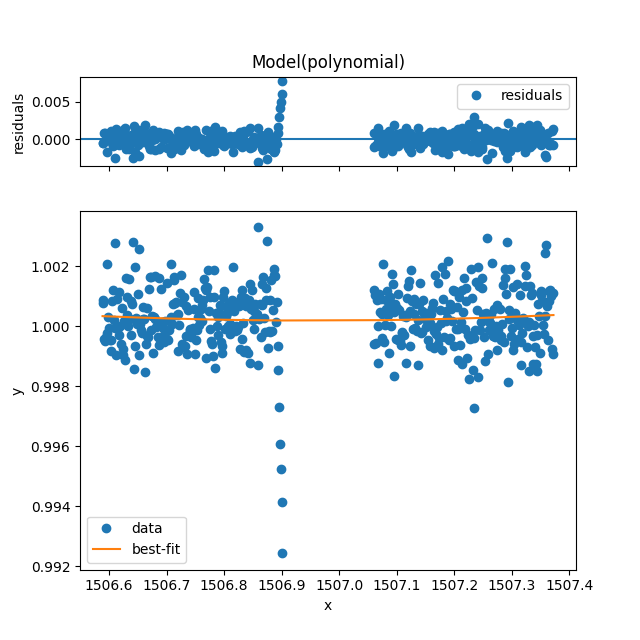 Model(polynomial)
residuals
0.005
0.000
residuals
1.002
1.000
0.998
0.996
0.994
0.992
y
data
best-fit
1506.6 1506.7 1506.8 1506.9 1507.0 1507.1 1507.2 1507.3 1507.4
x